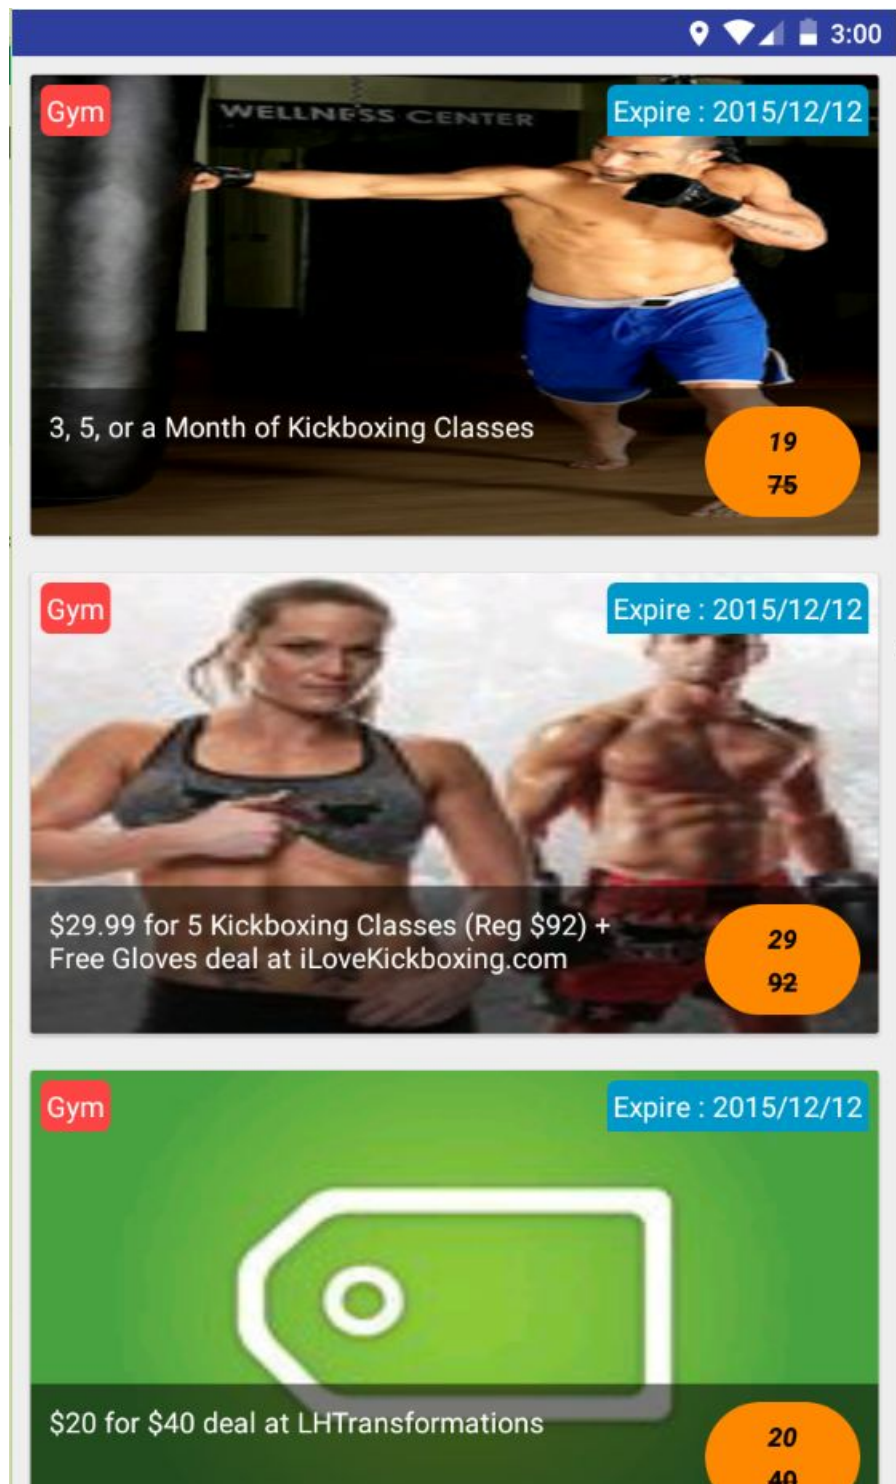 3:00
Gym
Expire : 2015/12/12
WELLNESS CENTER
3, 5, or a Month of Kickboxing Classes
19
75
Gym
Expire : 2015/12/12
$29.99 for 5 Kickboxing Classes (Reg $92) +
Free Gloves deal at iLoveKickboxing.com
29
92
Gym
Expire : 2015/12/12
$20 for $40 deal at LHTransformations
20
40